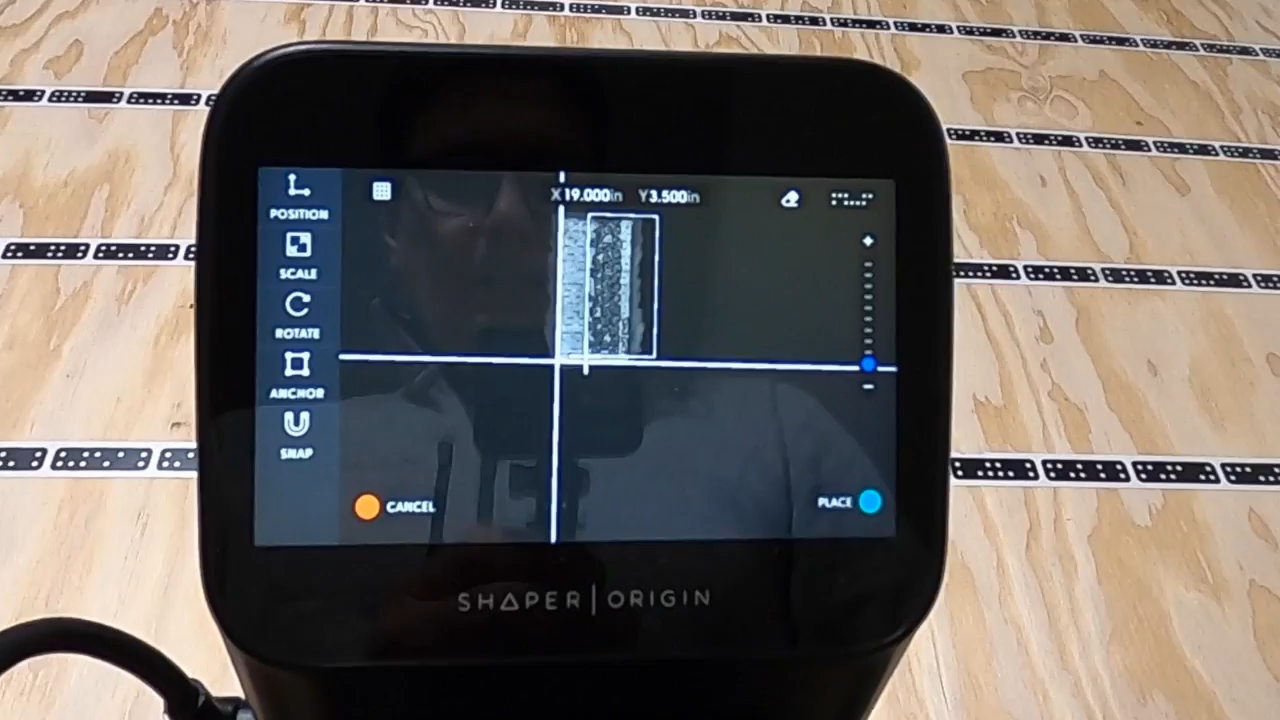 X19.000in Y3.500in
POSITION
SCALE
ROTATE
ANCHOR
SNAP
CANCEL
PLACE
SHAPER|ORIGIN